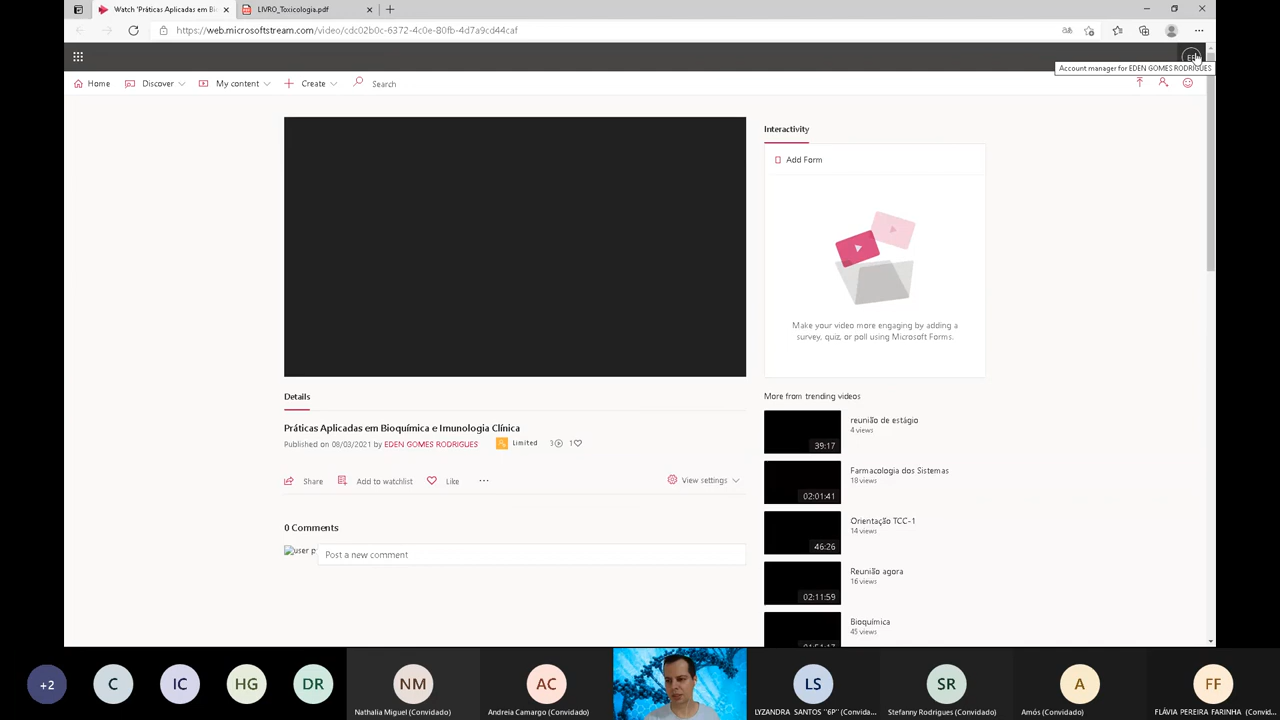 Watch 'Práticas Aplicadas em Bi
LIVRO_Toxicologia.pdf
https://web.microsoftstream.com/video/cdc02b0c-6372-4c0e-80fb-4d7a9cd44caf
Account manager for EDEN GOMES RODRIGUES
Home
Discover
My content
Create
Search
Interactivity
Add Form
Make your video more engaging by adding a
survey, quiz, or poll using Microsoft Forms.
Details
Práticas Aplicadas em Bioquímica e Imunologia Clínica
Published on 08/03/2021 by EDEN GOMES RODRIGUES
Limited
3
1
Share
Add to watchlist
Like
...
View settings
0 Comments
user p
Post a new comment
More from trending videos
reunião de estágio
4 views
39:17
Farmacologia dos Sistemas
18 views
02:01:41
Orientação TCC-1
14 views
46:26
Reunião agora
16 views
02:11:59
Bioquímica
45 views
+2
C
IC
HG
DR
NM
Nathalia Miguel (Convidado)
AC
Andreia Camargo (Convidado)
LS
LYZANDRA SANTOS "6P" (Convida...
SR
Stefanny Rodrigues (Convidado)
A
Amós (Convidado)
FF
FLÁVIA PEREIRA FARINHA (Convid...